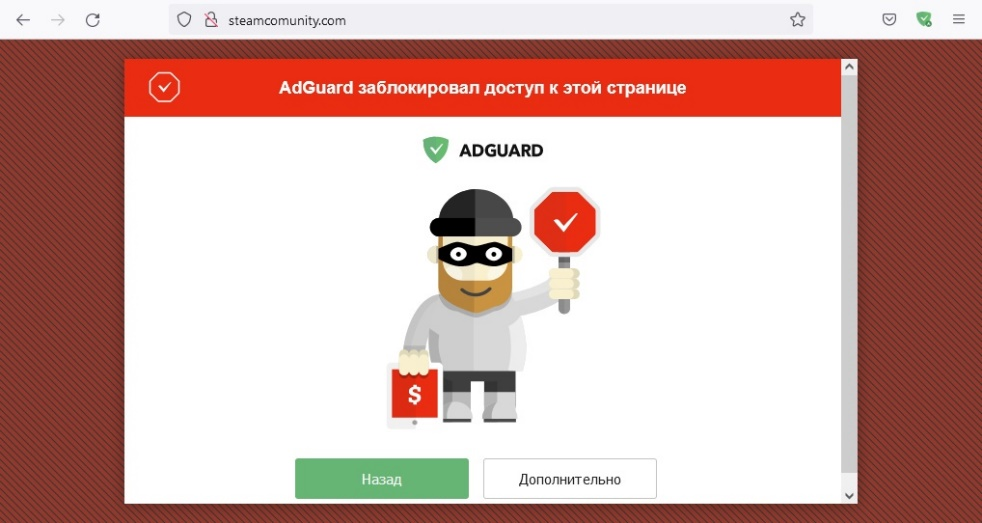 steamcomunity.com
AdGuard заблокировал доступ к этой странице
ADGUARD
$
Назад
Дополнительно